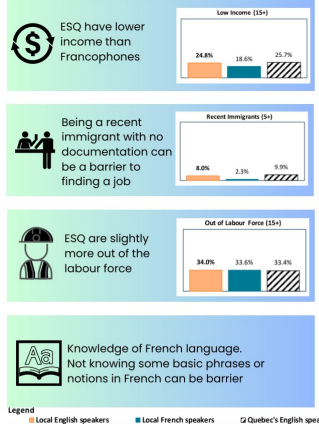 ESQ have lower
income than
Francophones
Low Income (15+)
24.8%
18.6%
25.7%
Being a recent
immigrant with no
documentation can
be a barrier to
finding a job
Recent Immigrants (5+)
8.0%
2.3%
9.9%
ESQ are slightly
more out of the
labour force
Out of Labour Force (15+)
34.0%
33.6%
33.4%
Aa
Knowledge of French language.
Not knowing some basic phrases or
notions in French can be barrier
Legend
Local English speakers
Local French speakers
Quebec's English spea